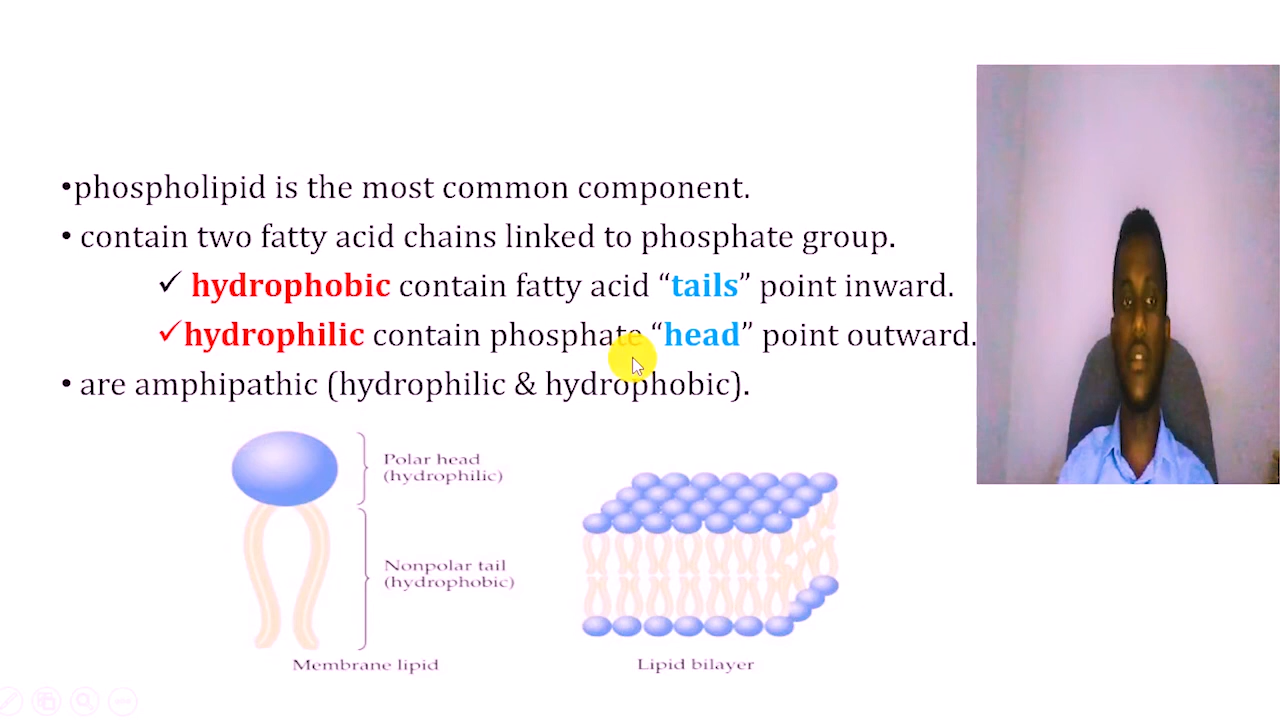 •phospholipid is the most common component.
• contain two fatty acid chains linked to phosphate group.
✓ hydrophobic contain fatty acid “tails” point inward.
✓hydrophilic contain phosphate “head” point outward.
• are amphipathic (hydrophilic & hydrophobic).
Polar head
(hydrophilic)
Nonpolar tail
(hydrophobic)
Membrane lipid
Lipid bilayer